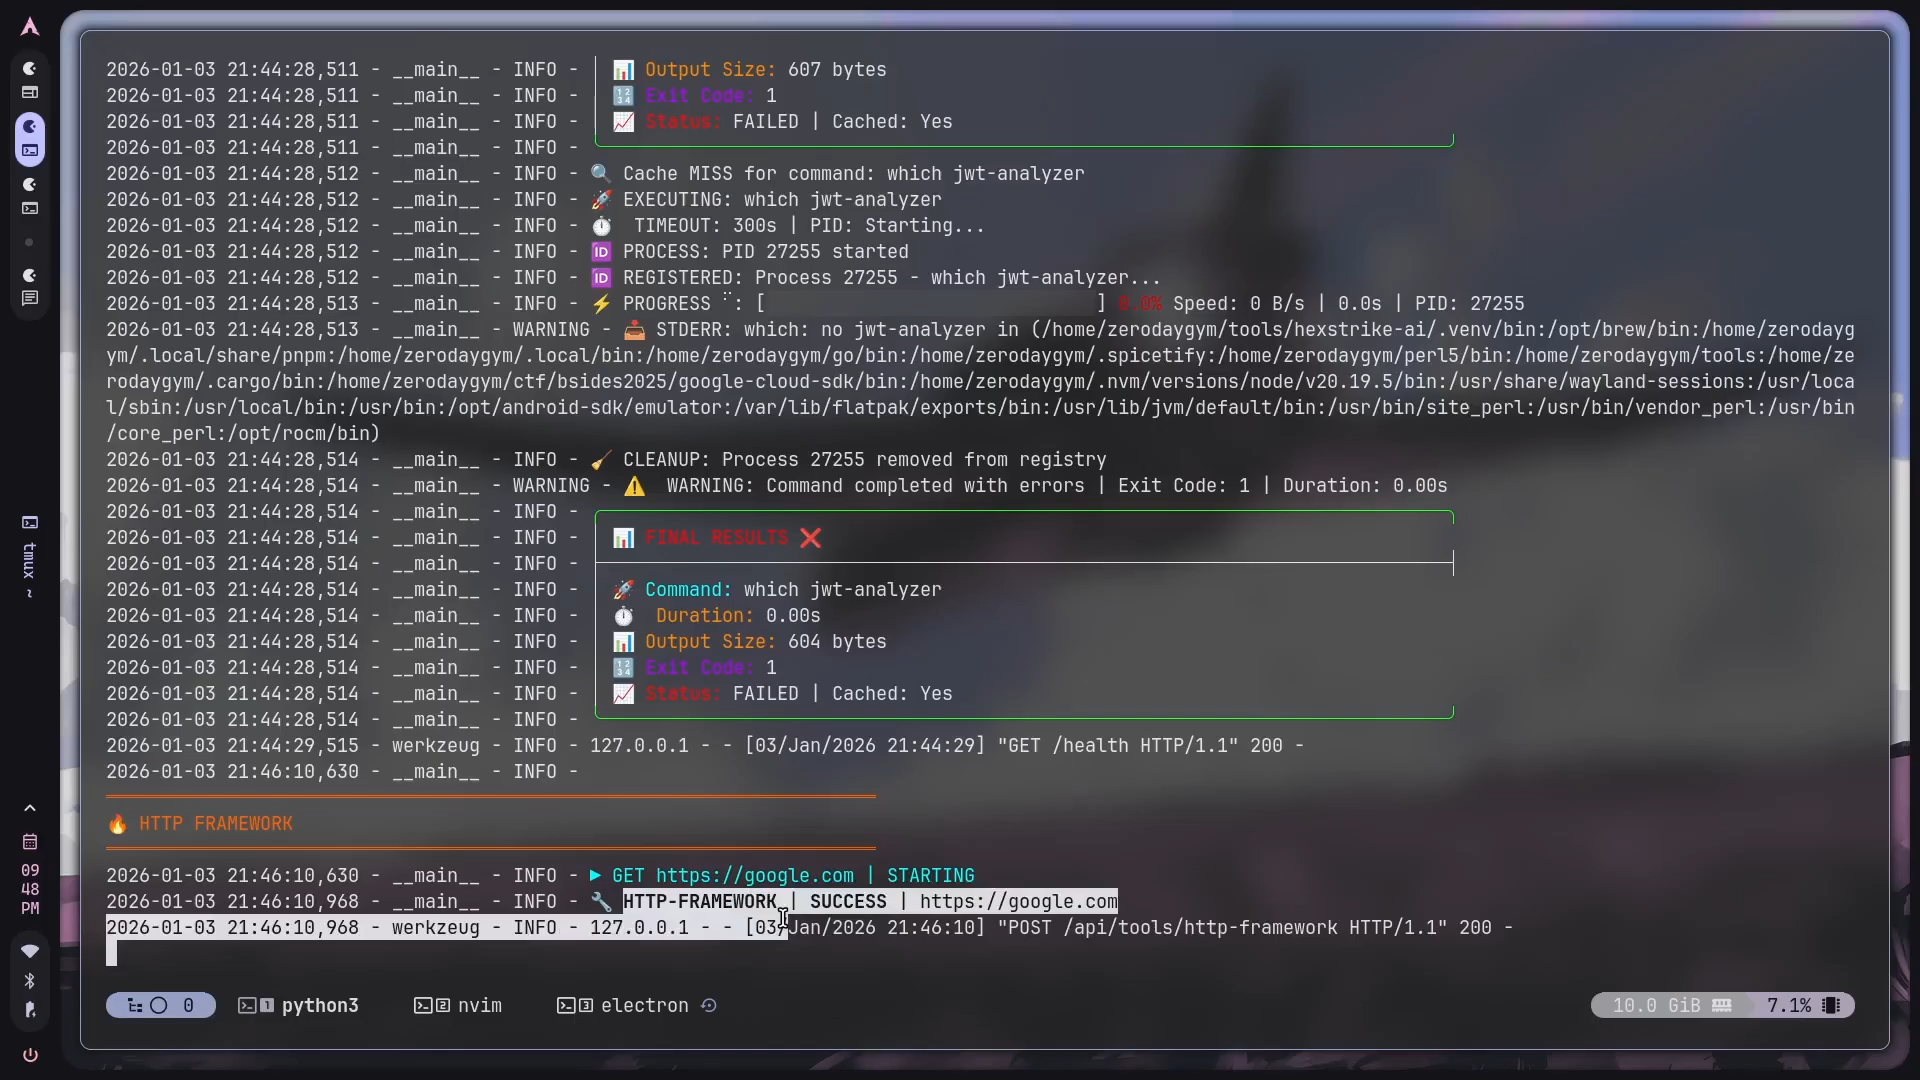 2026-01-03 21:44:28,511 - __main__ - INFO - │ 📊 Output Size: 607 bytes
2026-01-03 21:44:28,511 - __main__ - INFO - │ 🔢 Exit Code: 1
2026-01-03 21:44:28,511 - __main__ - INFO - │ 📈 Status: FAILED | Cached: Yes
2026-01-03 21:44:28,511 - __main__ - INFO -
2026-01-03 21:44:28,512 - __main__ - INFO - 🔍 Cache MISS for command: which jwt-analyzer
2026-01-03 21:44:28,512 - __main__ - INFO - 🚀 EXECUTING: which jwt-analyzer
2026-01-03 21:44:28,512 - __main__ - INFO - ⏱️ TIMEOUT: 300s | PID: Starting...
2026-01-03 21:44:28,512 - __main__ - INFO - 🆔 PROCESS: PID 27255 started
2026-01-03 21:44:28,512 - __main__ - INFO - 🆔 REGISTERED: Process 27255 - which jwt-analyzer...
2026-01-03 21:44:28,513 - __main__ - INFO - ⚡ PROGRESS ⠉: [ ] 0.0% Speed: 0 B/s | 0.0s | PID: 27255
2026-01-03 21:44:28,513 - __main__ - WARNING - 📥 STDERR: which: no jwt-analyzer in (/home/zerodaygym/tools/hexstrike-ai/.venv/bin:/opt/brew/bin:/home/zerodayg
ym/.local/share/pnpm:/home/zerodaygym/.local/bin:/home/zerodaygym/go/bin:/home/zerodaygym/.spicetify:/home/zerodaygym/perl5/bin:/home/zerodaygym/tools:/home/ze
rodaygym/.cargo/bin:/home/zerodaygym/ctf/bsides2025/google-cloud-sdk/bin:/home/zerodaygym/.nvm/versions/node/v20.19.5/bin:/usr/share/wayland-sessions:/usr/loca
l/sbin:/usr/local/bin:/usr/bin:/opt/android-sdk/emulator:/var/lib/flatpak/exports/bin:/usr/lib/jvm/default/bin:/usr/bin/site_perl:/usr/bin/vendor_perl:/usr/bin
/core_perl:/opt/rocm/bin)
2026-01-03 21:44:28,514 - __main__ - INFO - 🧹 CLEANUP: Process 27255 removed from registry
2026-01-03 21:44:28,514 - __main__ - WARNING - ⚠️ WARNING: Command completed with errors | Exit Code: 1 | Duration: 0.00s
2026-01-03 21:44:28,514 - __main__ - INFO -
2026-01-03 21:44:28,514 - __main__ - INFO - │ 📊 FINAL RESULTS ❌
2026-01-03 21:44:28,514 - __main__ - INFO -
2026-01-03 21:44:28,514 - __main__ - INFO - │ 🚀 Command: which jwt-analyzer
2026-01-03 21:44:28,514 - __main__ - INFO - │ ⏱️ Duration: 0.00s
2026-01-03 21:44:28,514 - __main__ - INFO - │ 📊 Output Size: 604 bytes
2026-01-03 21:44:28,514 - __main__ - INFO - │ 🔢 Exit Code: 1
2026-01-03 21:44:28,514 - __main__ - INFO - │ 📈 Status: FAILED | Cached: Yes
2026-01-03 21:44:28,514 - __main__ - INFO -
2026-01-03 21:44:29,515 - werkzeug - INFO - 127.0.0.1 - - [03/Jan/2026 21:44:29] "GET /health HTTP/1.1" 200 -
2026-01-03 21:46:10,630 - __main__ - INFO -
🔥 HTTP FRAMEWORK
2026-01-03 21:46:10,630 - __main__ - INFO - ▶ GET https://google.com | STARTING
2026-01-03 21:46:10,968 - __main__ - INFO - 🔧 HTTP-FRAMEWORK | SUCCESS | https://google.com
2026-01-03 21:46:10,968 - werkzeug - INFO - 127.0.0.1 - - [03/Jan/2026 21:46:10] "POST /api/tools/http-framework HTTP/1.1" 200 -
0 1 python3 2 nvim 3 electron
10.0 GiB 7.1%
tmux ~
09
48
PM